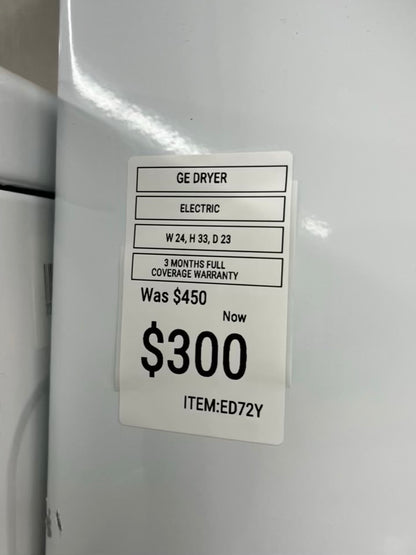 GE DRYER
ELECTRIC
W 24, H 33, D 23
3 MONTHS FULL
COVERAGE WARRANTY
Was $450
Now
$300
ITEM:ED72Y